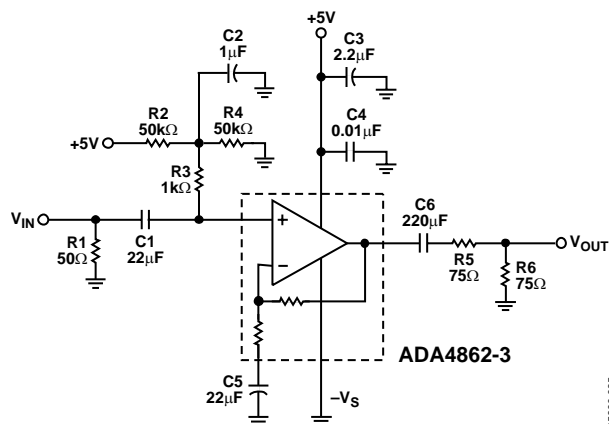 +5V
C2
1µF
C3
2.2µF
R2
50kΩ
R4
50kΩ
+5V
C4
0.01µF
R3
1kΩ
C6
220µF
VIN
+
VOUT
R1
50Ω
C1
22µF
−
R5
75Ω
R6
75Ω
ADA4862-3
C5
22µF
−VS